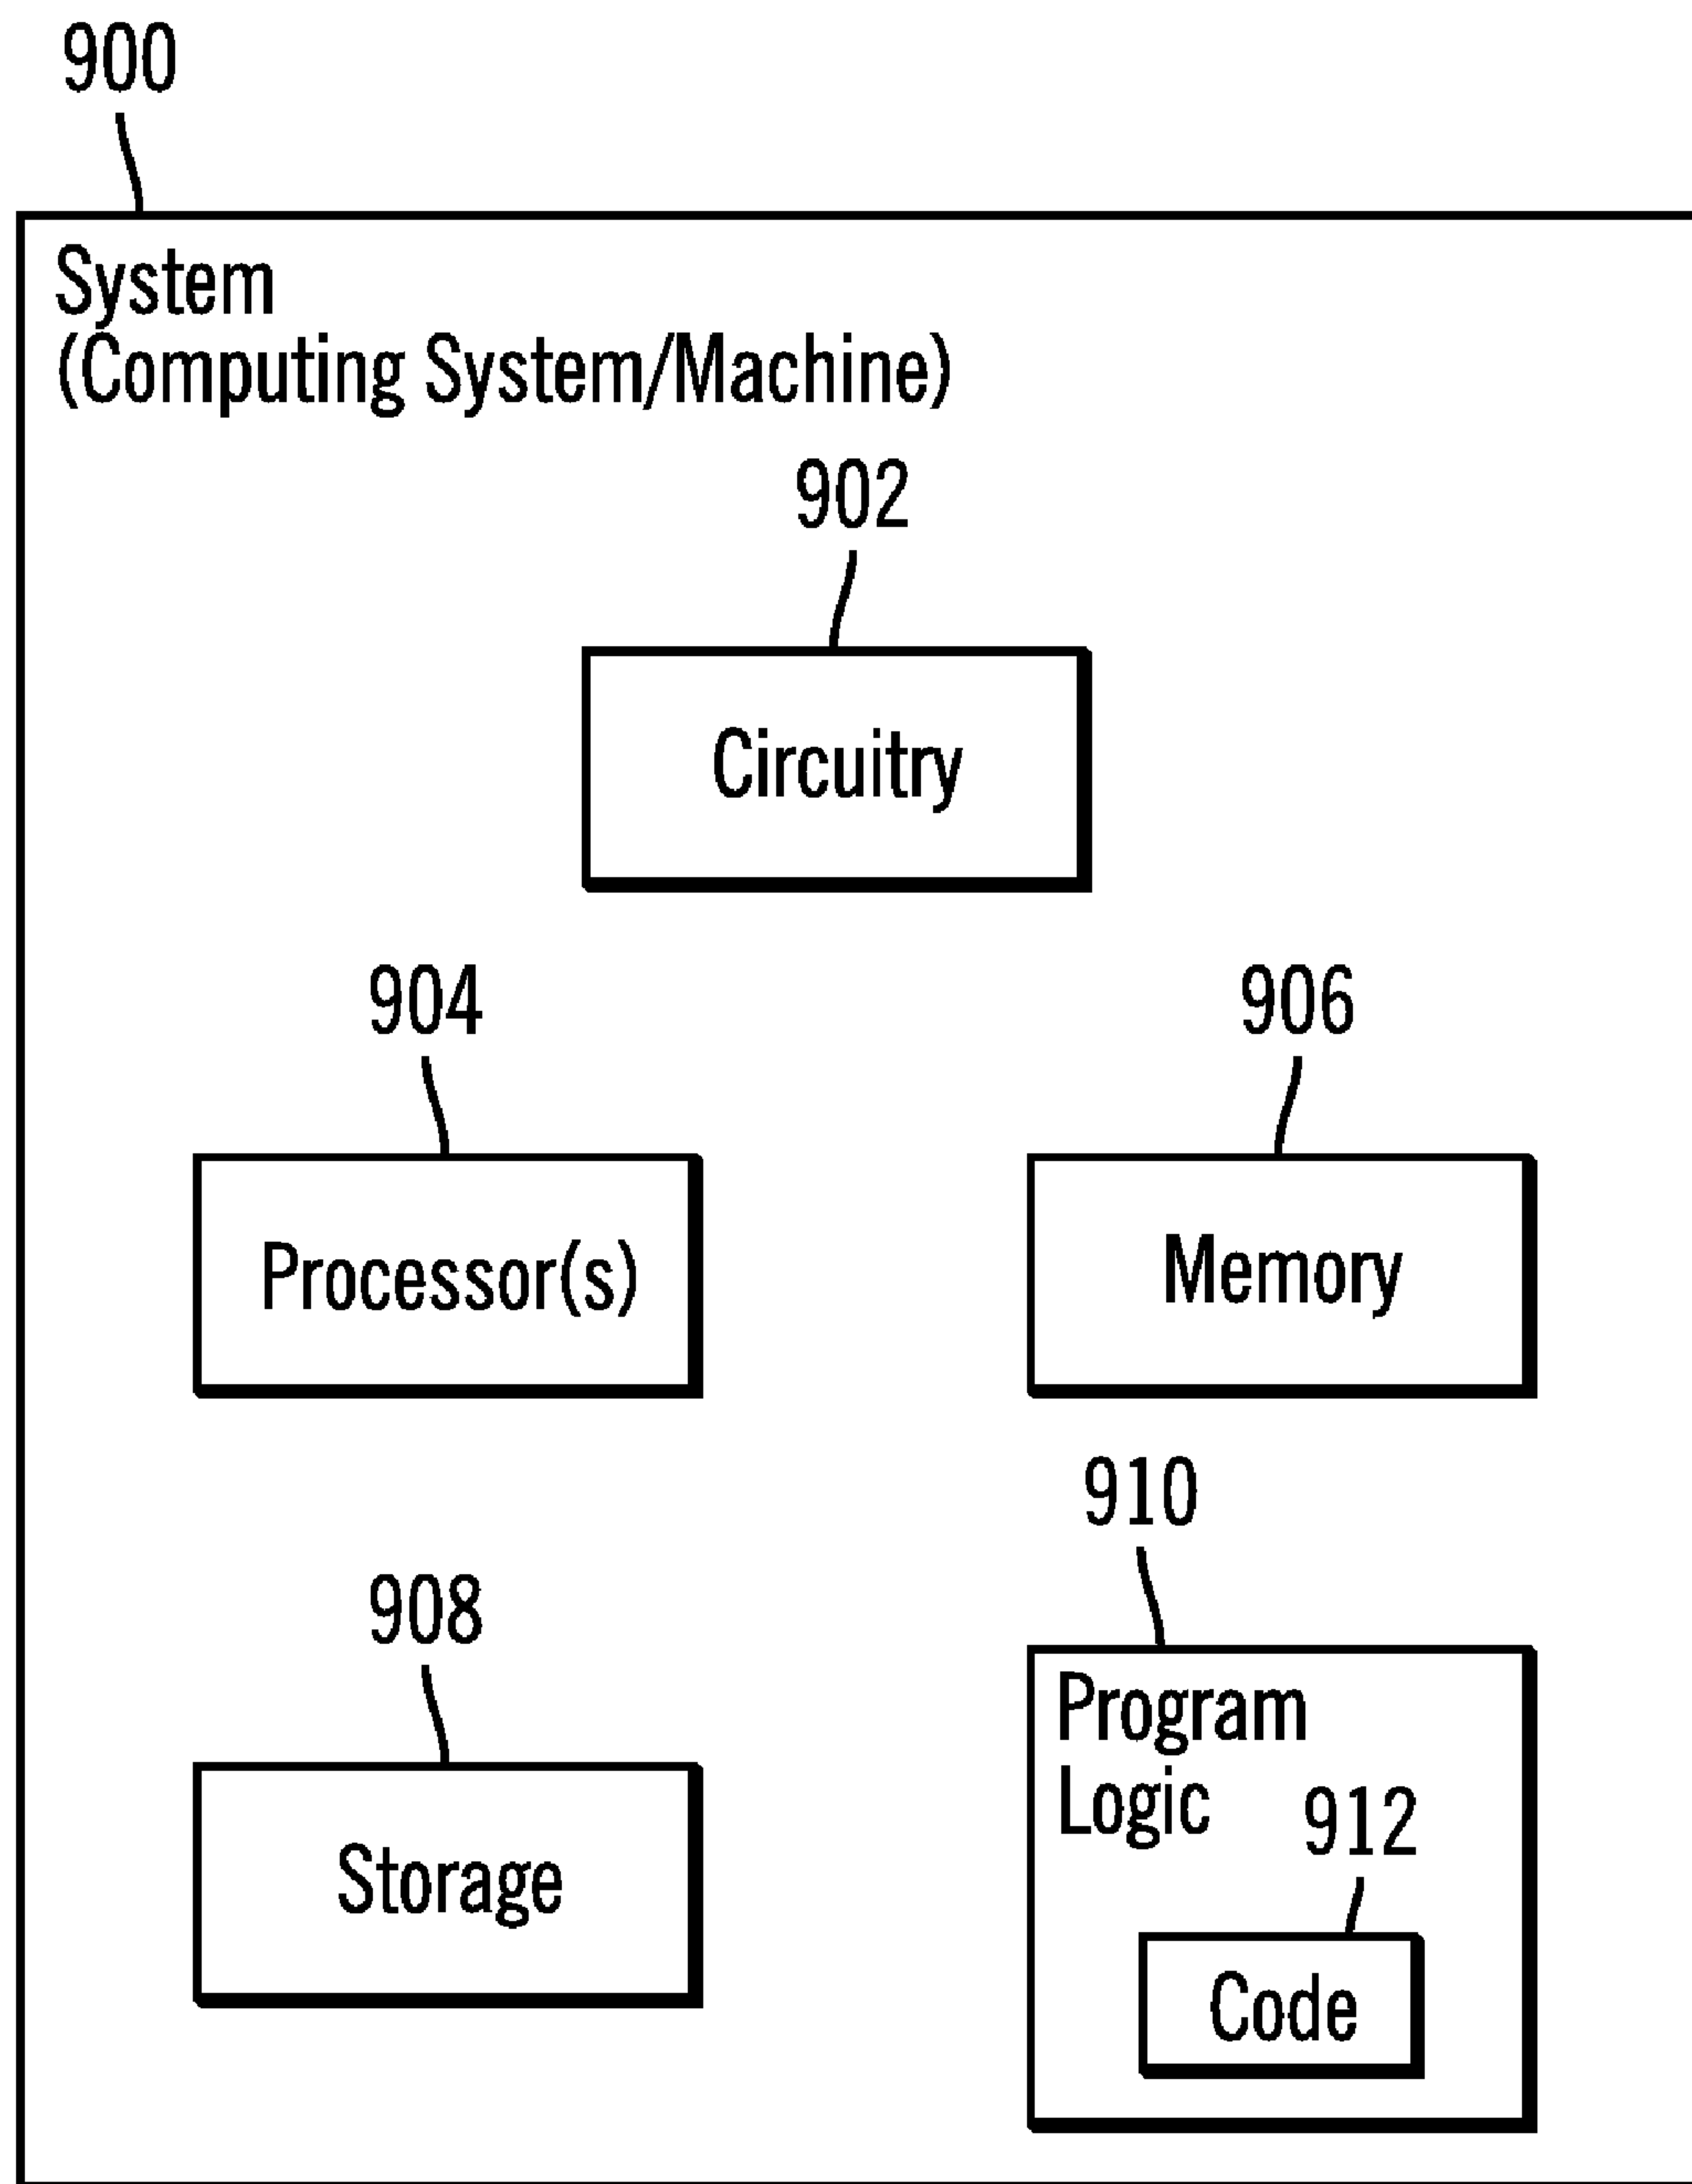 900
System
(Computing System/Machine)
902
Circuitry
904
906
Processor(s)
Memory
910
908
Program
Logic
912
Storage
Code